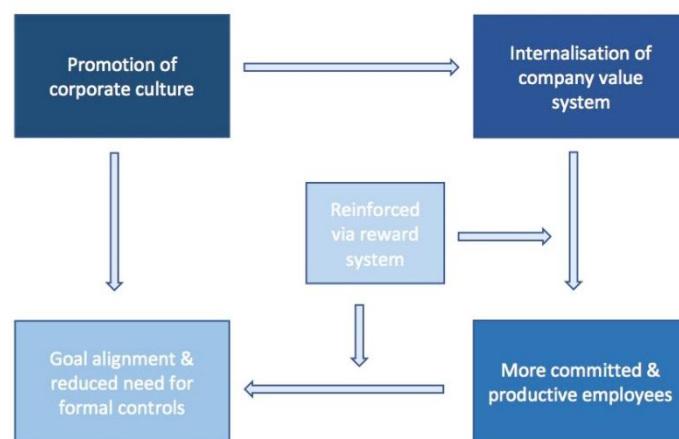 Promotion of
corporate culture
Internalisation of
company value
system
Reinforced
via reward
system
Goal alignment &
reduced need for
formal controls
More committed &
productive employees